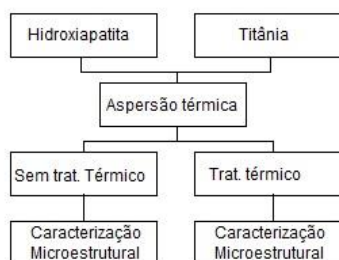 Hidroxiapatita
Titânia
Aspersão térmica
Sem trat. Térmico
Trat. térmico
Caracterização
Microestrutural
Caracterização
Microestrutural